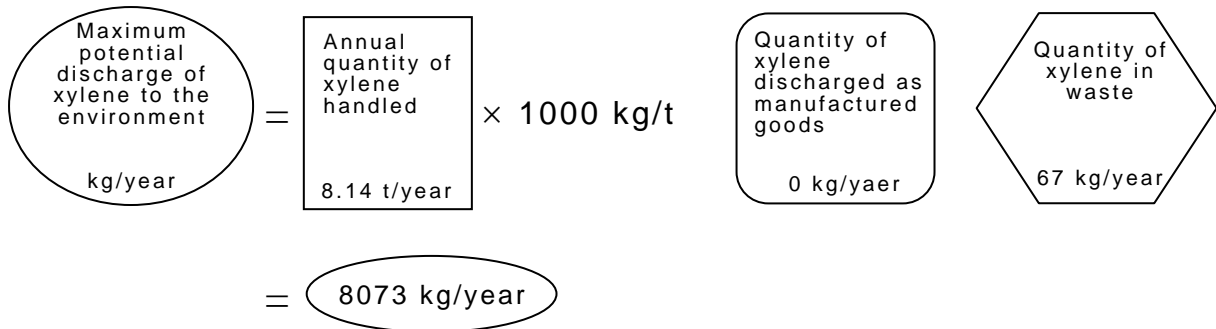 Maximum
potential
discharge of
xylene to the
environment
kg/year
=
Annual
quantity of
xylene
handled
8.14 t/year
× 1000 kg/t
Quantity of
xylene
discharged as
manufactured
goods
0 kg/yaer
Quantity of
xylene in
waste
67 kg/year
=
8073 kg/year